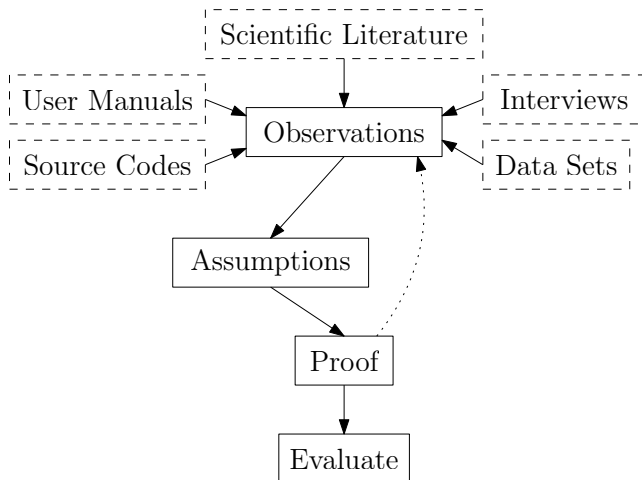 Scientific Literature
User Manuals
Interviews
Observations
Source Codes
Data Sets
Assumptions
Proof
Evaluate